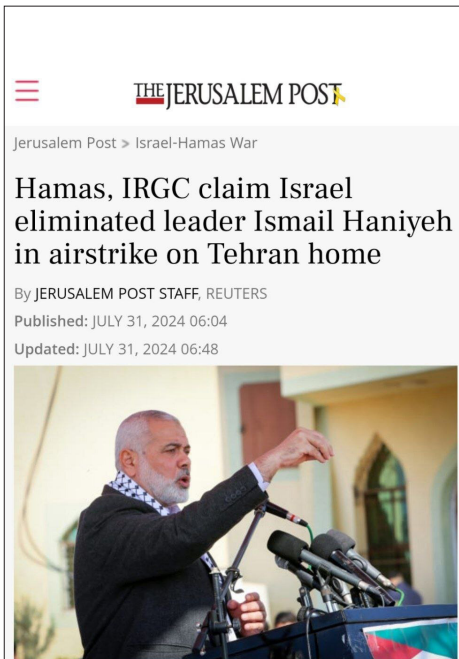 THE JERUSALEM POST
Jerusalem Post » Israel-Hamas War
Hamas, IRGC claim Israel
eliminated leader Ismail Haniyeh
in airstrike on Tehran home
By JERUSALEM POST STAFF, REUTERS
Published: JULY 31, 2024 06:04
Updated: JULY 31, 2024 06:48